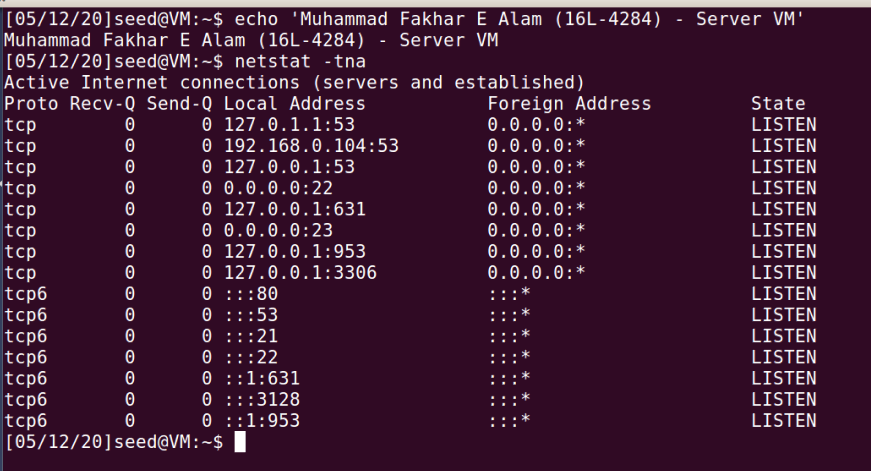 [05/12/20]seed@VM:~$ echo 'Muhammad Fakhar E Alam (16L-4284) - Server VM'
Muhammad Fakhar E Alam (16L-4284) - Server VM
[05/12/20]seed@VM:~$ netstat -tna
Active Internet connections (servers and established)
Proto Recv-Q Send-Q Local Address           Foreign Address         State
tcp        0      0 127.0.1.1:53            0.0.0.0:*               LISTEN
tcp        0      0 192.168.0.104:53        0.0.0.0:*               LISTEN
tcp        0      0 127.0.0.1:53            0.0.0.0:*               LISTEN
tcp        0      0 0.0.0.0:22              0.0.0.0:*               LISTEN
tcp        0      0 127.0.0.1:631           0.0.0.0:*               LISTEN
tcp        0      0 0.0.0.0:23              0.0.0.0:*               LISTEN
tcp        0      0 127.0.0.1:953           0.0.0.0:*               LISTEN
tcp        0      0 127.0.0.1:3306          0.0.0.0:*               LISTEN
tcp6       0      0 :::80                   :::*                    LISTEN
tcp6       0      0 :::53                   :::*                    LISTEN
tcp6       0      0 :::21                   :::*                    LISTEN
tcp6       0      0 :::22                   :::*                    LISTEN
tcp6       0      0 ::1:631                 :::*                    LISTEN
tcp6       0      0 :::3128                 :::*                    LISTEN
tcp6       0      0 ::1:953                 :::*                    LISTEN
[05/12/20]seed@VM:~$